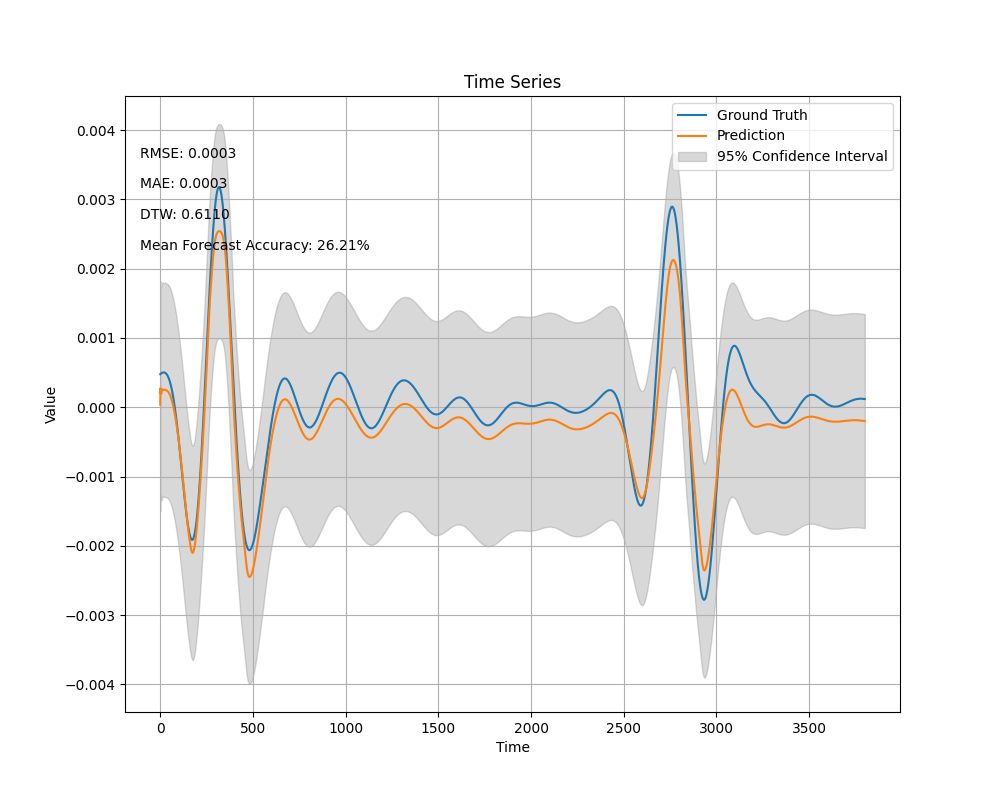 Time Series
Ground Truth
Prediction
95% Confidence Interval
RMSE: 0.0003
MAE: 0.0003
DTW: 0.6110
Mean Forecast Accuracy: 26.21%
Value
0.004
0.003
0.002
0.001
0.000
−0.001
−0.002
−0.003
−0.004
0 500 1000 1500 2000 2500 3000 3500
Time